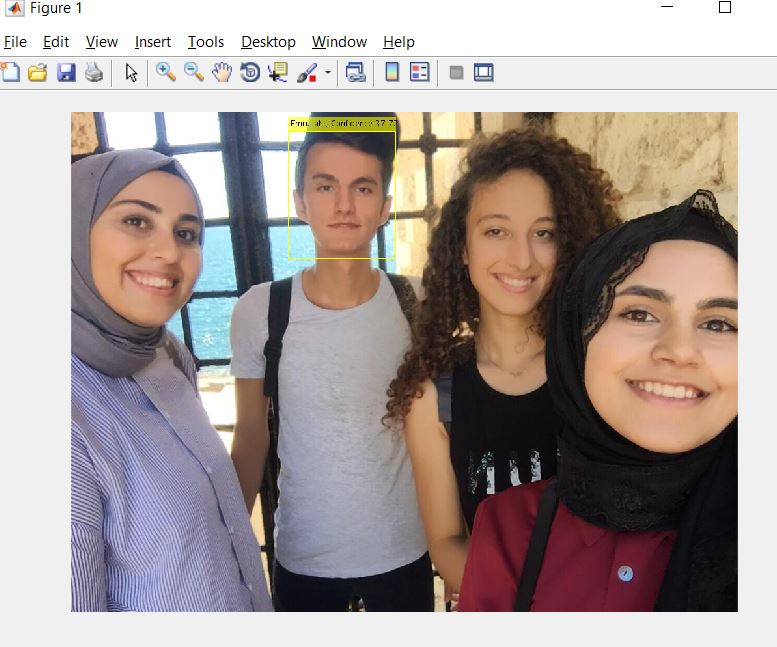 Figure 1
File Edit View Insert Tools Desktop Window Help
Confidence